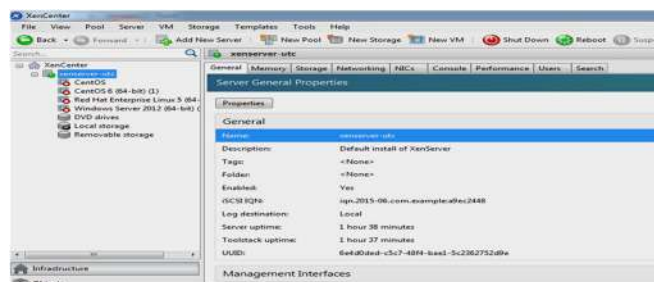 XenCenter
File View Pool Server VM Storage Templates Tools Help
Back Forward Add New Server New Pool New Storage New VM Shut Down Reboot
Search...
xenserver-utc
XenCenter
xenserver-utc
CentOS
CentOS 6 (64-bit) (1)
Red Hat Enterprise Linux 5 (64-
Windows Server 2012 (64-bit) (
DVD drives
Local storage
Removable storage
Infrastructure
General Memory Storage Networking NICs Console Performance Users Search
Server General Properties
Properties
General
Name: xenserver-utc
Description: Default install of XenServer
Tags: <None>
Folder: <None>
Enabled: Yes
iSCSI IQN: iqn.2015-06.com.example:a9ec2448
Log destination: Local
Server uptime: 1 hour 38 minutes
Toolstack uptime: 1 hour 37 minutes
UUID:
Management Interfaces